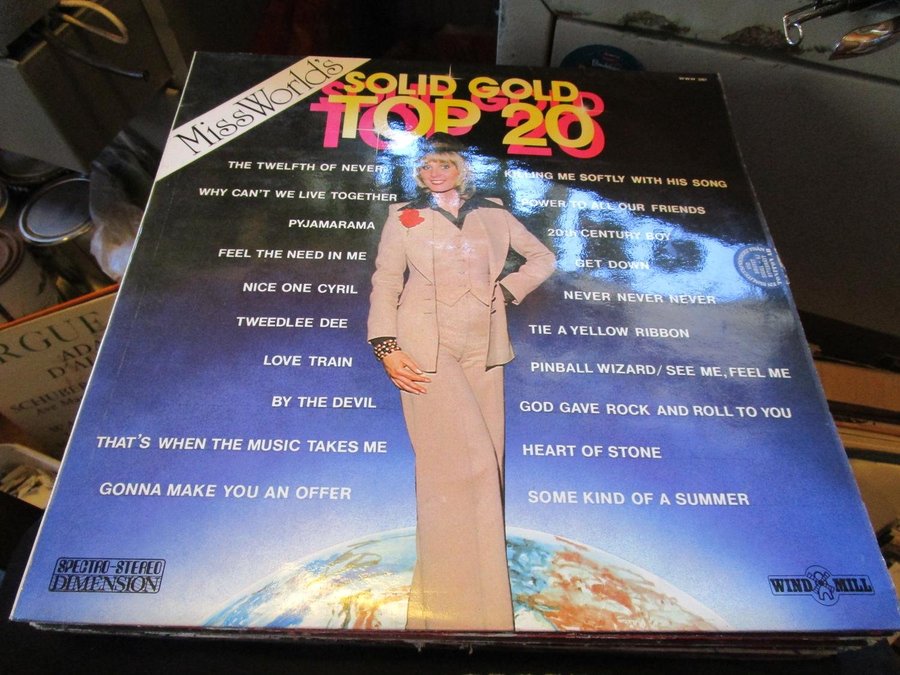 Miss World's
SOLID GOLD
TOP 20
THE TWELFTH OF NEVER
WHY CAN'T WE LIVE TOGETHER
PYJAMARAMA
FEEL THE NEED IN ME
NICE ONE CYRIL
TWEEDLEE DEE
LOVE TRAIN
BY THE DEVIL
THAT'S WHEN THE MUSIC TAKES ME
GONNA MAKE YOU AN OFFER
KILLING ME SOFTLY WITH HIS SONG
POWER TO ALL OUR FRIENDS
20th CENTURY BOY
GET DOWN
NEVER NEVER NEVER
TIE A YELLOW RIBBON
PINBALL WIZARD/SEE ME, FEEL ME
GOD GAVE ROCK AND ROLL TO YOU
HEART OF STONE
SOME KIND OF A SUMMER
SPECTRO-STEREO
DIMENSION
WIND MILL